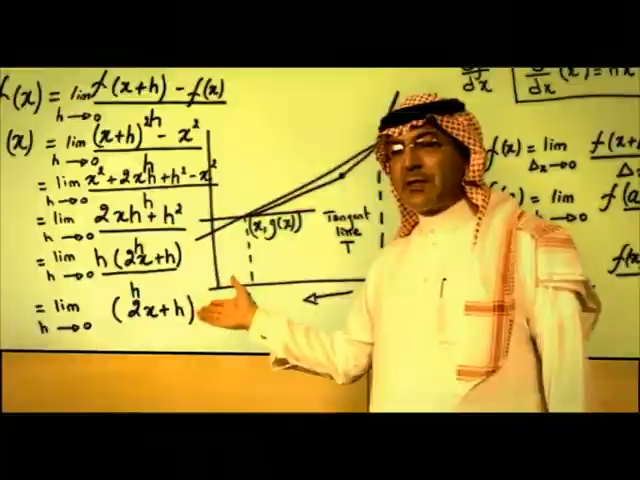 f(x) = lim h→0 f(x+h) - f(x) / h
(x) = lim h→0 (x+h)² - x² / h
= lim h→0 x² + 2xh + h² - x² / h
= lim h→0 2xh + h² / h
= lim h→0 h(2x+h) / h
= lim h→0 (2x+h)
(x, g(x))
Tangent
line
T
d/dx (x) = nx
f(x) = lim Δx→0 f(x+
= lim h→0 f(a